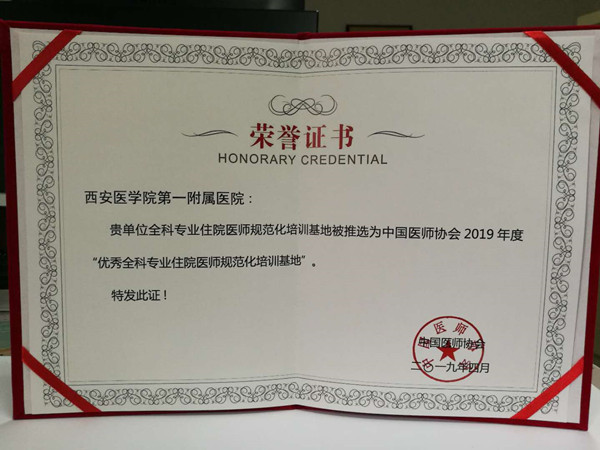 荣誉证书
HONORARY CREDENTIAL
西安医学院第一附属医院：
贵单位全科专业住院医师规范化培训基地被推选为中国医师协会 2019 年度
“优秀全科专业住院医师规范化培训基地”。
特发此证！
中国医师协会
二〇一九年四月